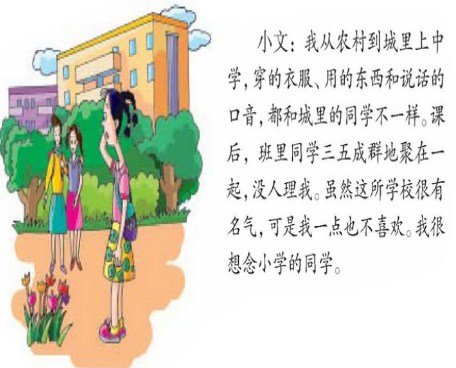 小文：我从农村到城里上中
学，穿的衣服、用的东西和说话的
口音，都和城里的同学不一样。课
后，班里同学三五成群地聚在一
起，没人理我。虽然这所学校很有
名气，可是我一点也不喜欢。我很
想念小学的同学。